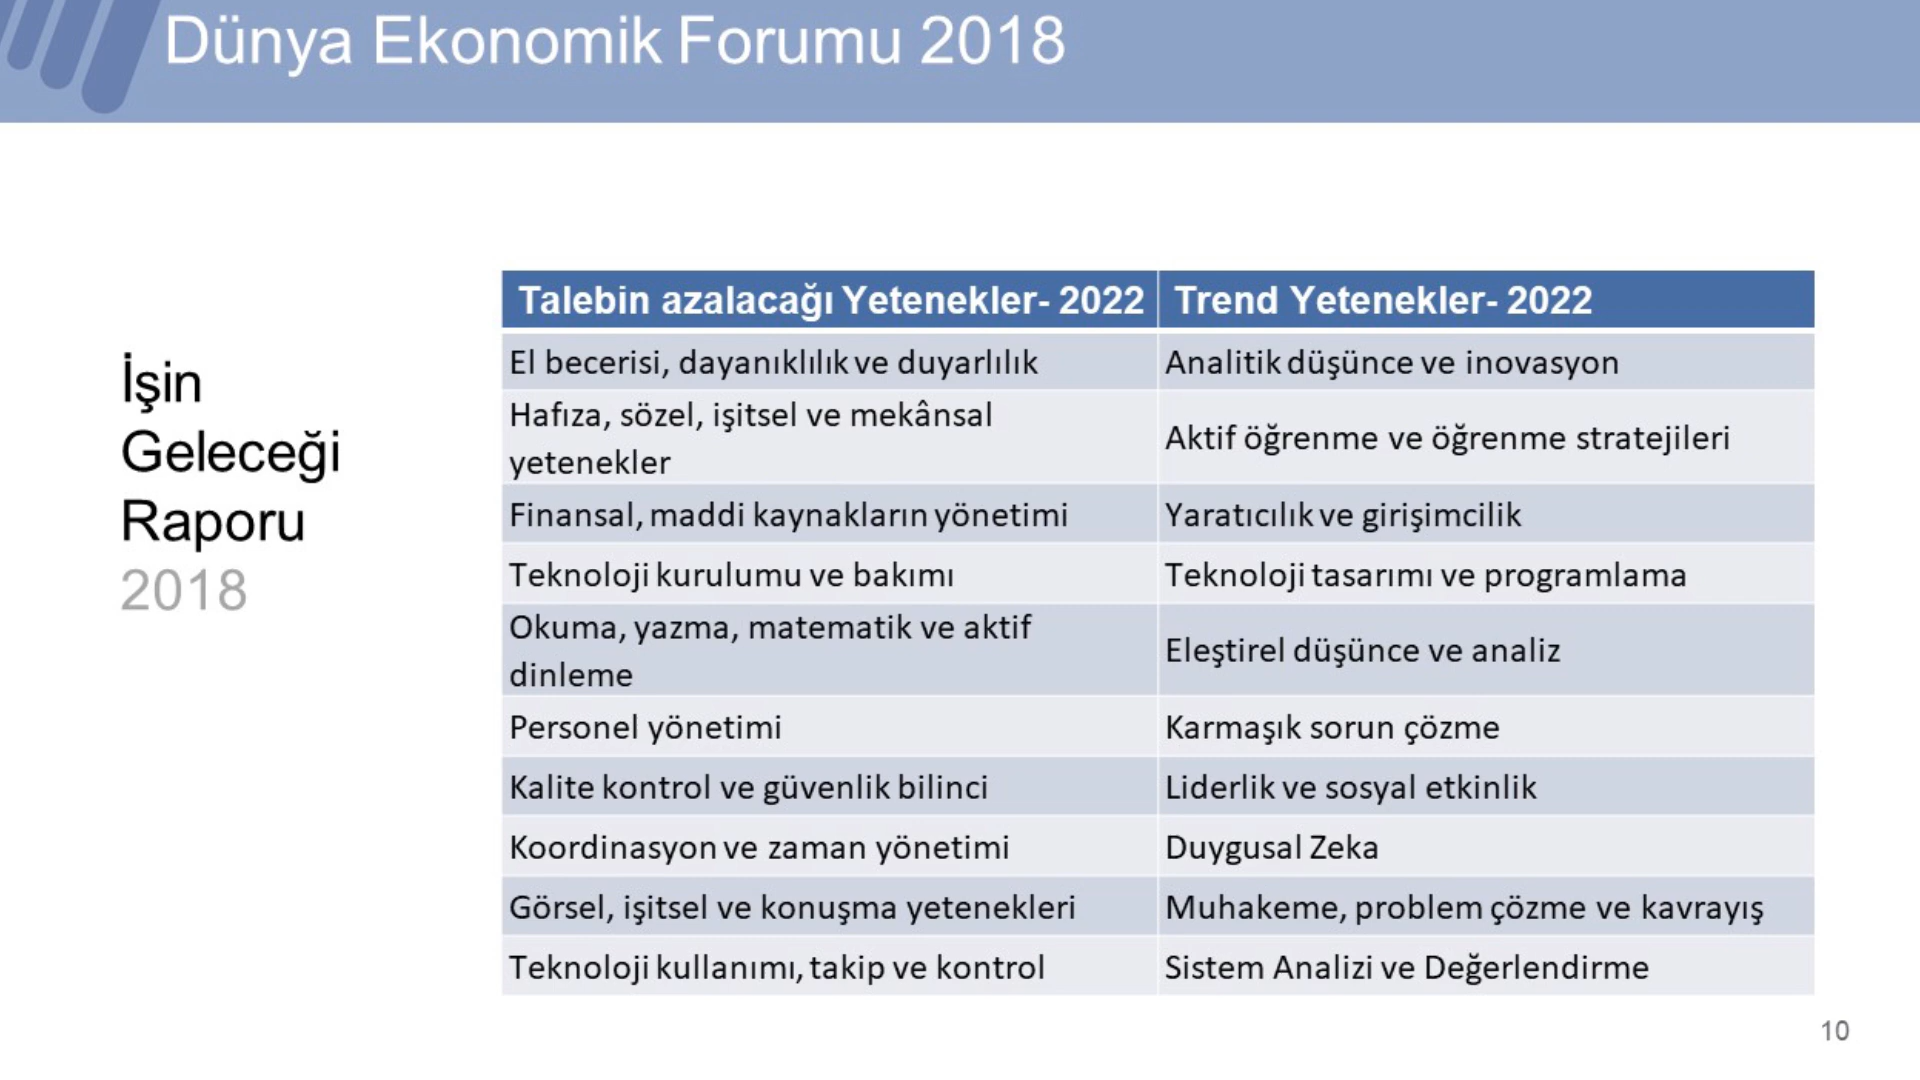 Dünya Ekonomik Forumu 2018
İşin
Geleceği
Raporu
2018
Talebin azalacağı Yetenekler- 2022 Trend Yetenekler- 2022
El becerisi, dayanıklılık ve duyarlılık Analitik düşünce ve inovasyon
Hafıza, sözel, işitsel ve mekânsal
yetenekler Aktif öğrenme ve öğrenme stratejileri
Finansal, maddi kaynakların yönetimi Yaratıcılık ve girişimcilik
Teknoloji kurulumu ve bakımı Teknoloji tasarımı ve programlama
Okuma, yazma, matematik ve aktif
dinleme Eleştirel düşünce ve analiz
Personel yönetimi Karmaşık sorun çözme
Kalite kontrol ve güvenlik bilinci Liderlik ve sosyal etkinlik
Koordinasyon ve zaman yönetimi Duygusal Zeka
Görsel, işitsel ve konuşma yetenekleri Muhakeme, problem çözme ve kavrayış
Teknoloji kullanımı, takip ve kontrol Sistem Analizi ve Değerlendirme
10